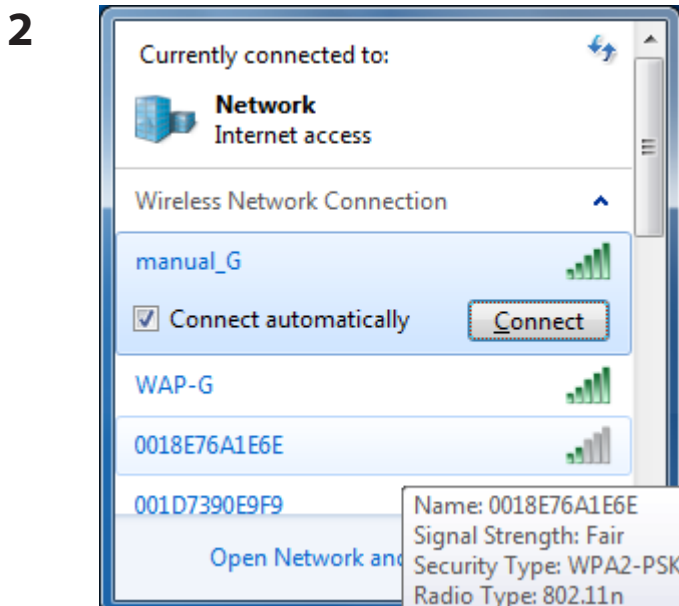 2
Currently connected to:
Network
Internet access
Wireless Network Connection
manual_G
Connect automatically
Connect
WAP-G
0018E76A1E6E
001D7390E9F9
Name: 0018E76A1E6E
Signal Strength: Fair
Open Network and
Security Type: WPA2-PSK
Radio Type: 802.11n